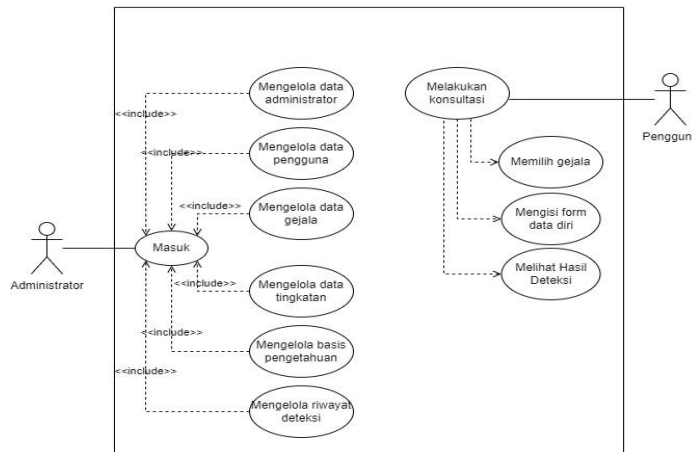 Mengelola data
administrator
<<include>>
Mengelola data
pengguna
<<include>>
Mengelola data
gejala
<<include>>
Masuk
Administrator
Mengelola data
tingkatan
<<include>>
Mengelola basis
pengetahuan
<<include>>
Mengelola riwayat
deteksi
<<include>>
Melakukan
konsultasi
Penggun
Memilih gejala
Mengisi form
data diri
Melihat Hasil
Deteksi